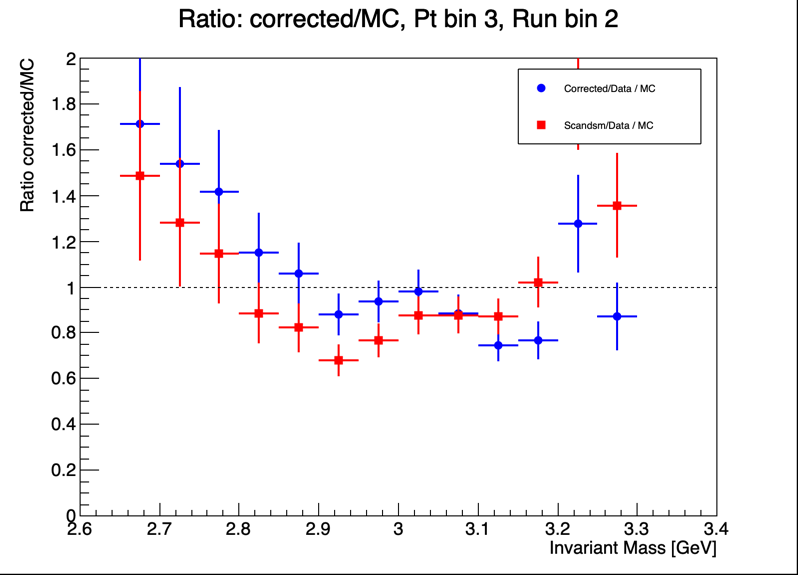 Ratio: corrected/MC, Pt bin 3, Run bin 2
Ratio corrected/MC
2
1.8
1.6
1.4
1.2
1
0.8
0.6
0.4
0.2
0
Corrected/Data / MC
Scandsm/Data / MC
2.6 2.7 2.8 2.9 3 3.1 3.2 3.3 3.4
Invariant Mass [GeV]